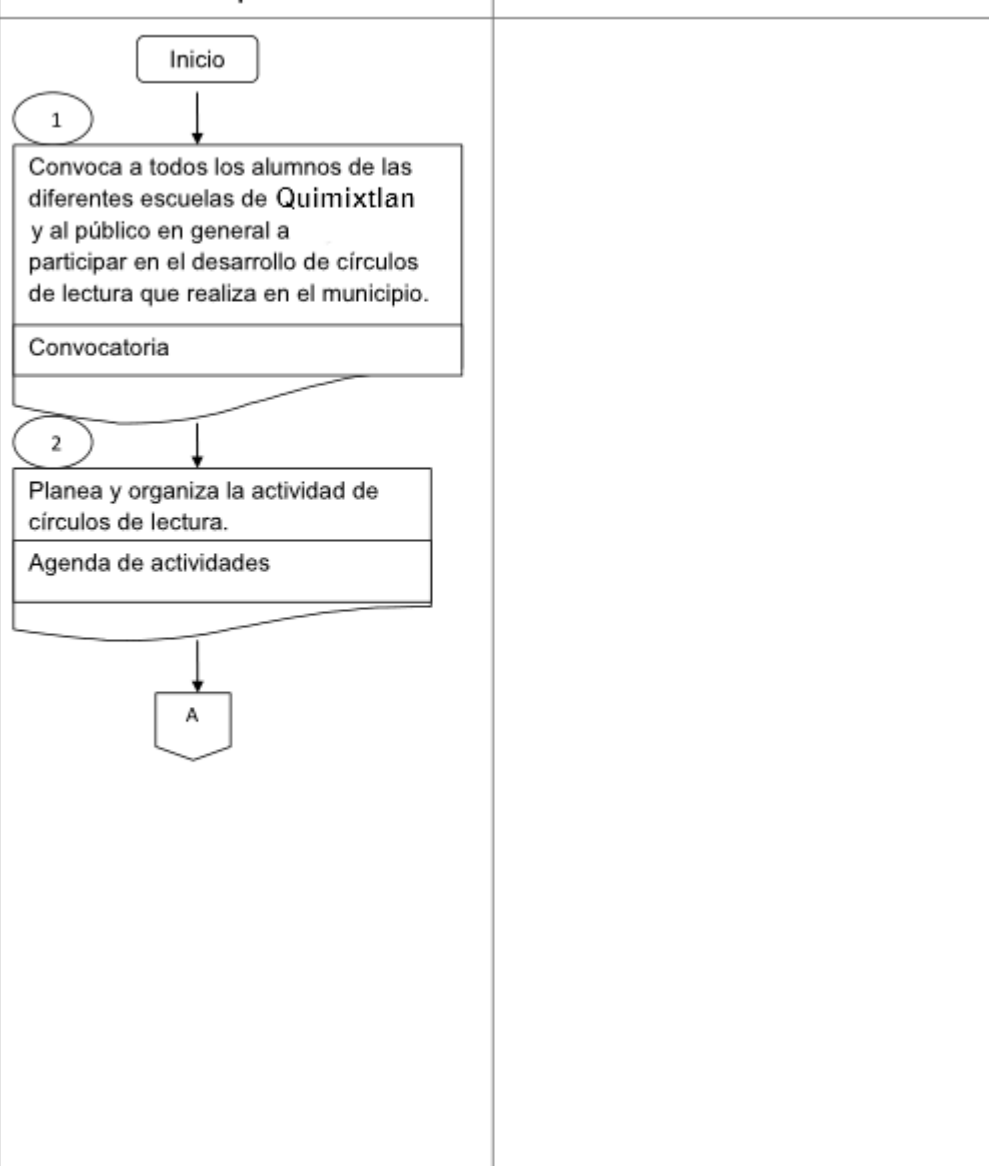 Inicio
1
Convoca a todos los alumnos de las
diferentes escuelas de Quimixtlan
y al público en general a
participar en el desarrollo de círculos
de lectura que realiza en el municipio.
Convocatoria
2
Planea y organiza la actividad de
círculos de lectura.
Agenda de actividades
A